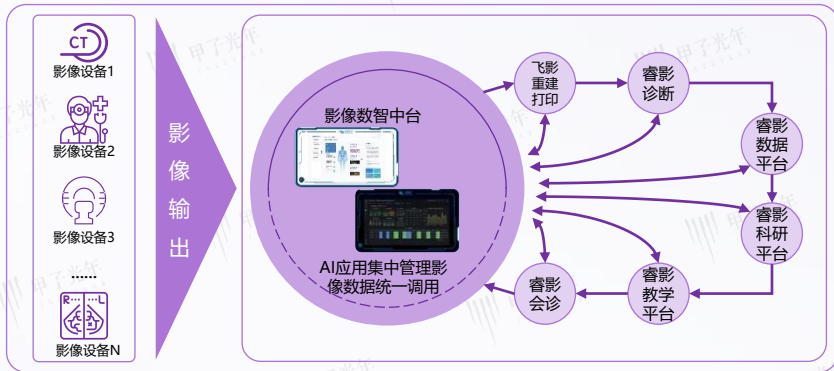 CT
影像设备1
影像设备2
影像设备3
......
R...L
影像设备N
影
像
输
出
影像数智中台
AI应用集中管理影
像数据统一调用
飞影
重建
打印
睿影
诊断
睿影
数据
平台
睿影
科研
平台
睿影
教学
平台
睿影
会诊
甲子光年